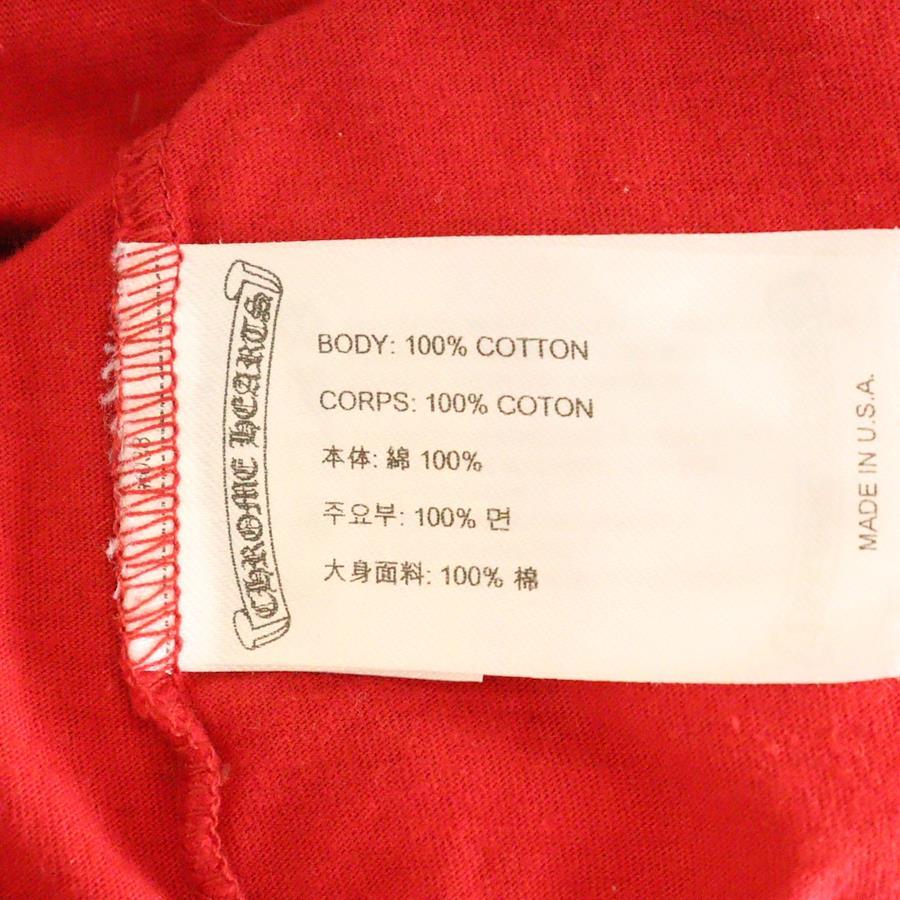 CHROME HEARTS
BODY: 100% COTTON
CORPS: 100% COTON
本体: 綿 100%
주요부: 100% 면
大身面料: 100% 棉
MADE IN U.S.A.